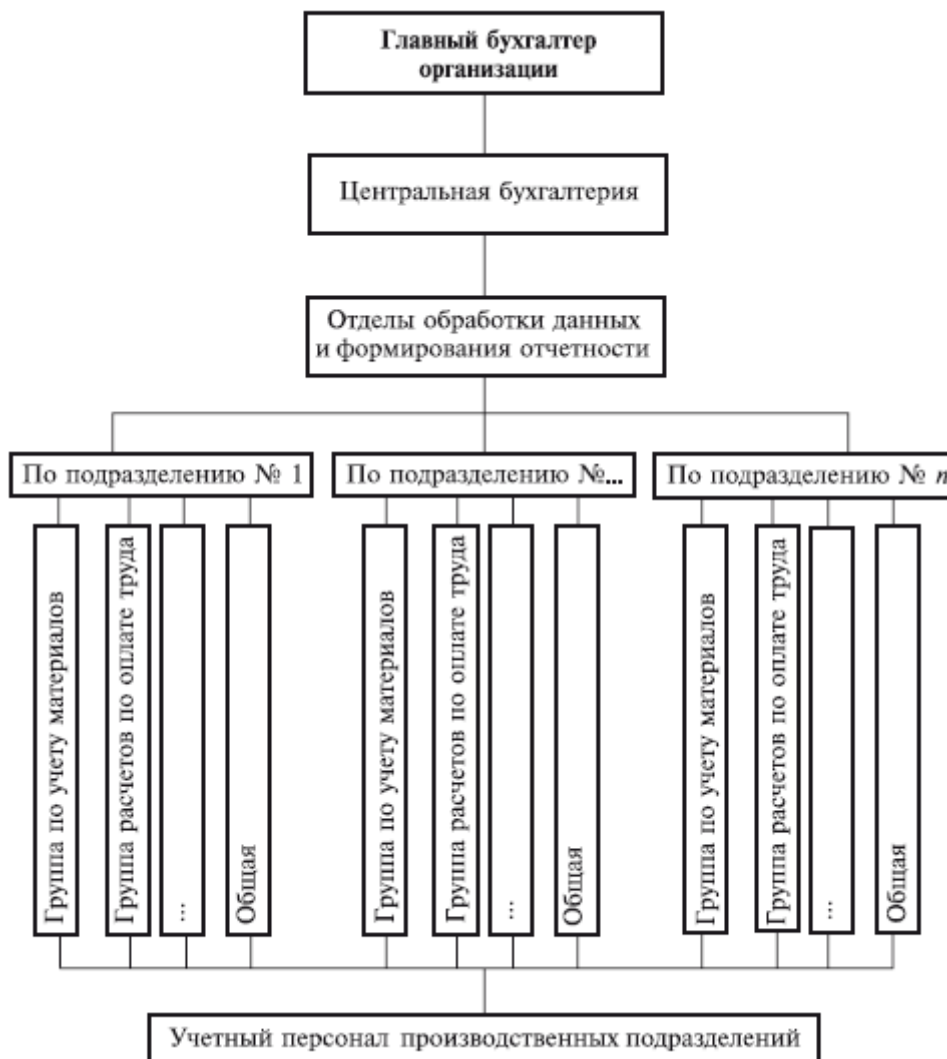 Главный бухгалтер
организации
Центральная бухгалтерия
Отделы обработки данных
и формирования отчетности
По подразделению № 1
По подразделению №...
По подразделению № n
Группа по учету материалов
Группа расчетов по оплате труда
...
Общая
Группа по учету материалов
Группа расчетов по оплате труда
...
Общая
Группа по учету материалов
Группа расчетов по оплате труда
...
Общая
Учетный персонал производственных подразделений